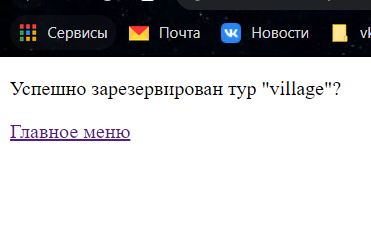 Сервисы Почта Новости
Успешно зарезервирован тур "village"?
Главное меню